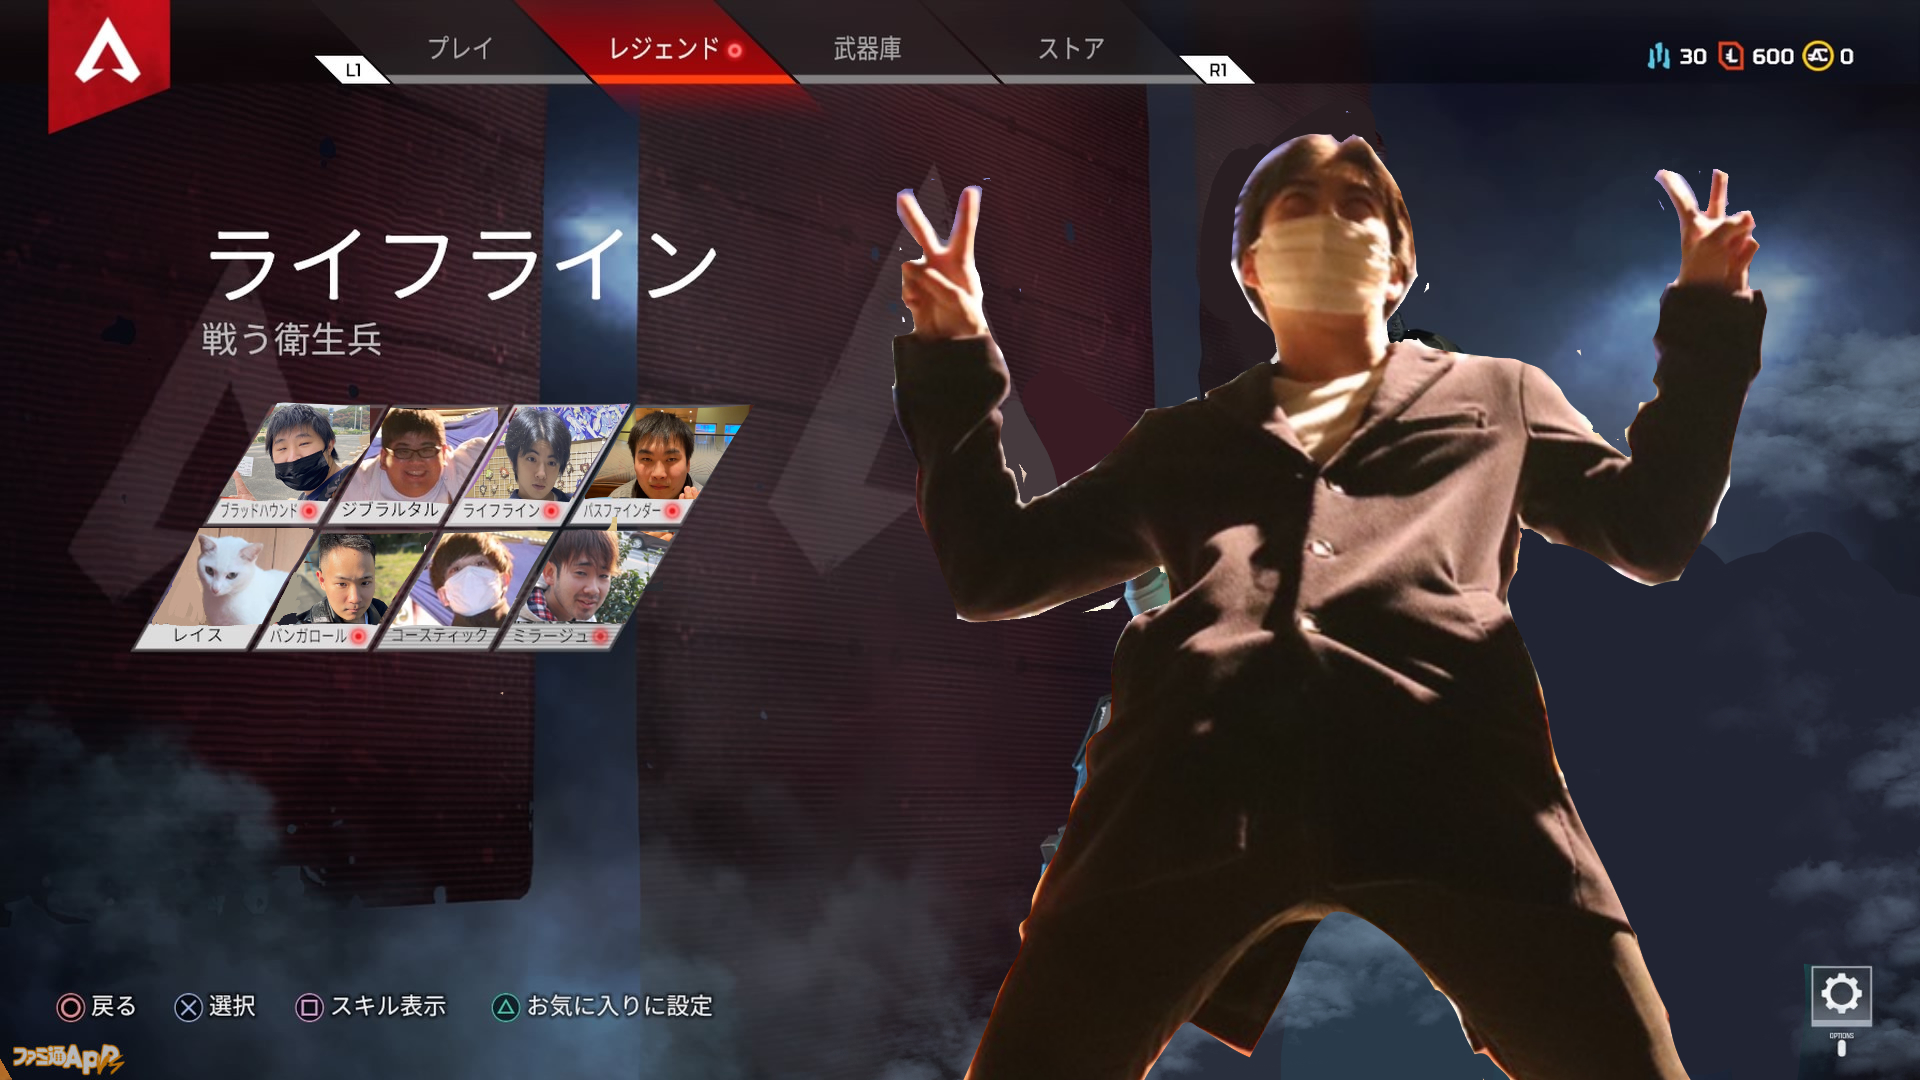 L1
プレイ
レジェンド
武器庫
ストア
R1
30
600
0
ライフライン
戦う衛生兵
ブラッドハウンド
ジブラルタル
ライフライン
パスファインダー
レイス
バンガロール
コースティック
ミラージュ
戻る
選択
スキル表示
お気に入りに設定
OPTIONS
ファミ通App VS